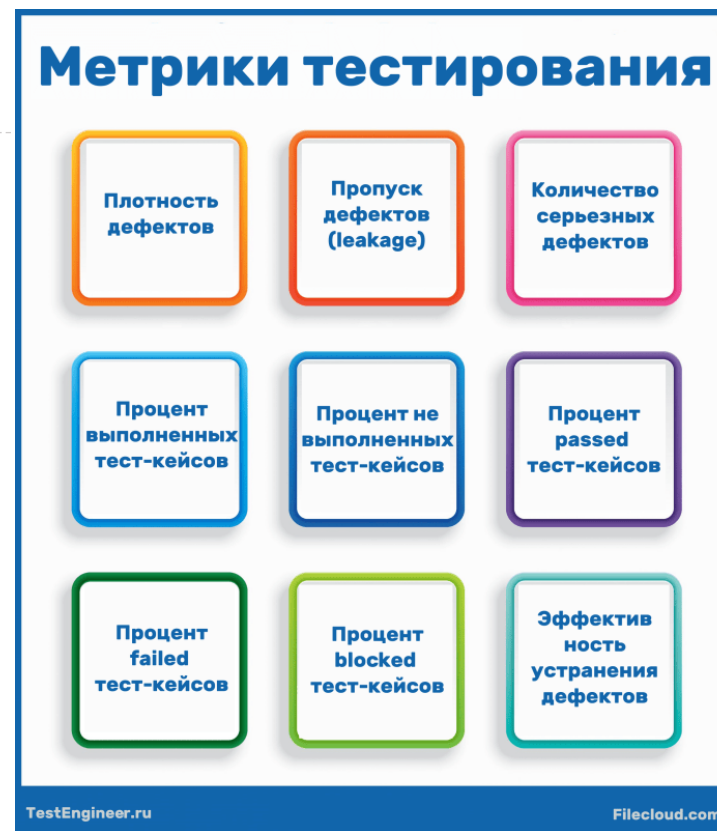 Метрики тестирования
Плотность
дефектов
Пропуск
дефектов
(leakage)
Количество
серьезных
дефектов
Процент
выполненных
тест-кейсов
Процент не
выполненных
тест-кейсов
Процент
passed
тест-кейсов
Процент
failed
тест-кейсов
Процент
blocked
тест-кейсов
Эффектив
ность
устранения
дефектов
TestEngineer.ru
Filecloud.com